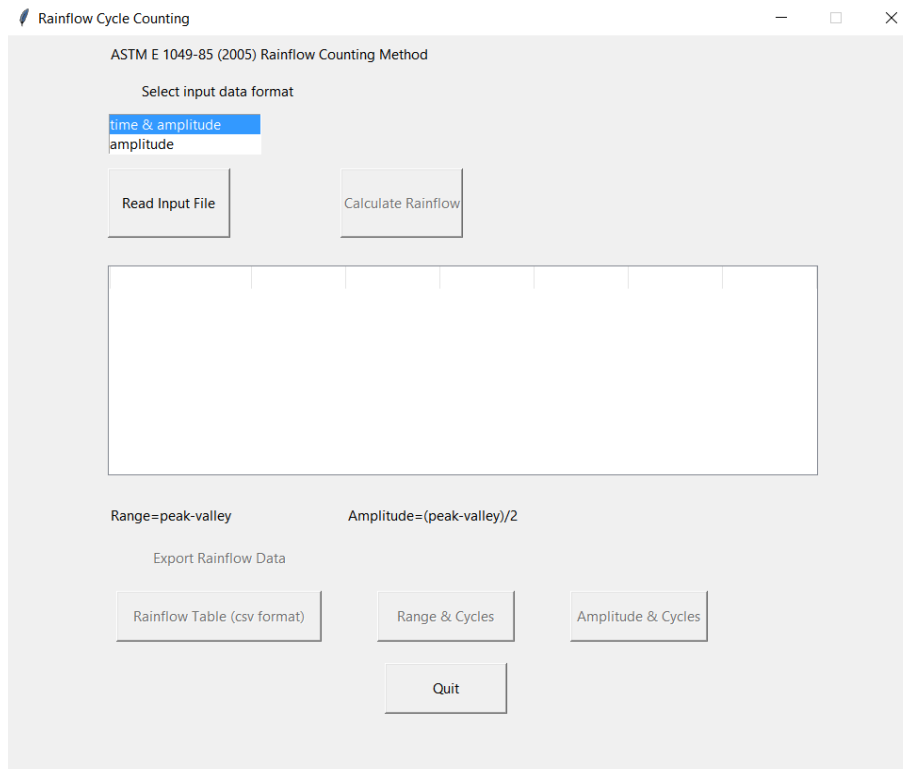 Rainflow Cycle Counting
ASTM E 1049-85 (2005) Rainflow Counting Method
Select input data format
time & amplitude
amplitude
Read Input File
Calculate Rainflow
Range=peak-valley
Amplitude=(peak-valley)/2
Export Rainflow Data
Rainflow Table (csv format)
Range & Cycles
Amplitude & Cycles
Quit